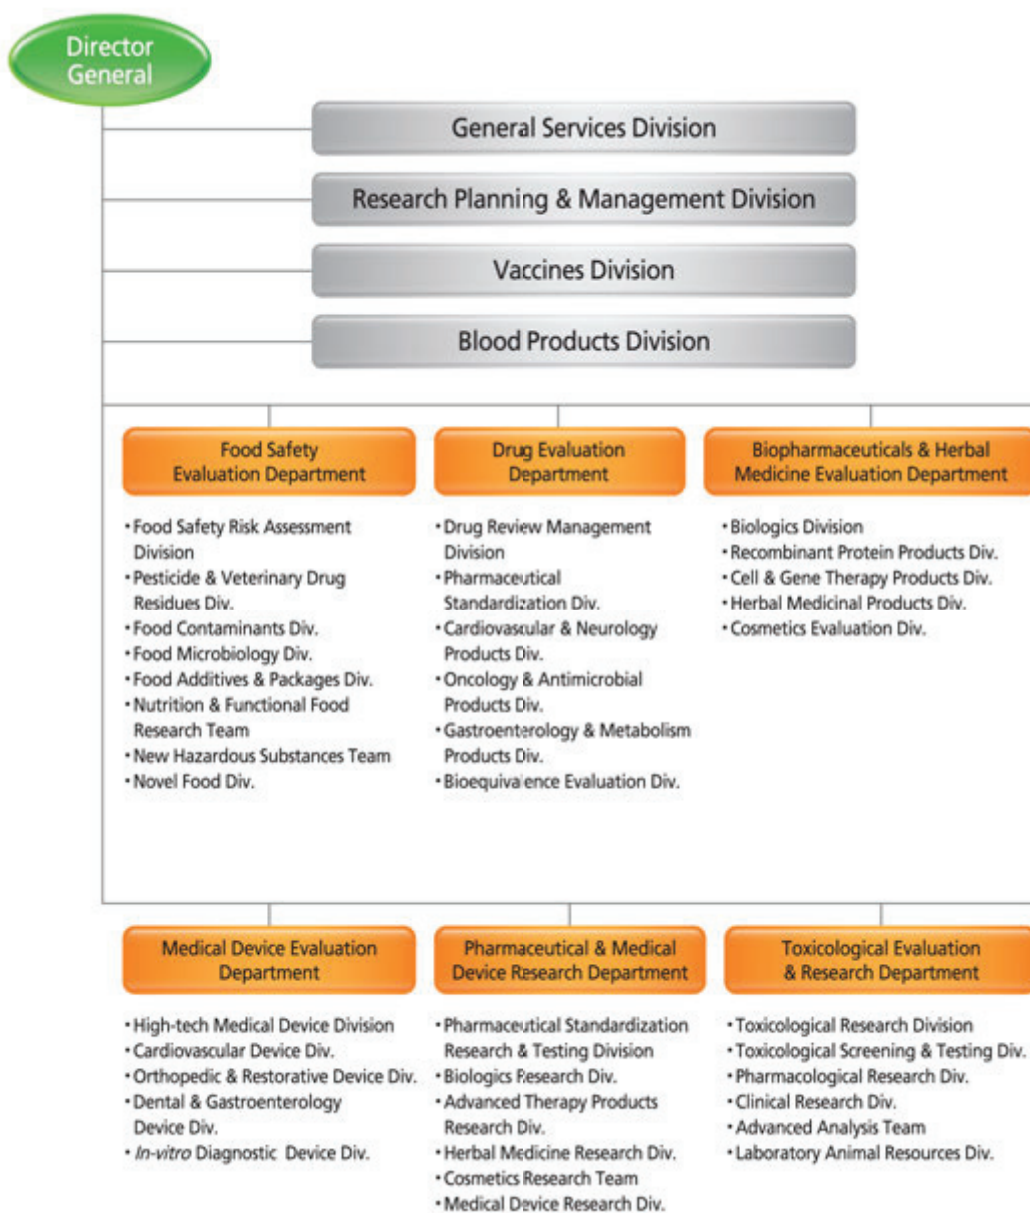 Director
General
General Services Division
Research Planning & Management Division
Vaccines Division
Blood Products Division
Food Safety
Evaluation Department
• Food Safety Risk Assessment
Division
• Pesticide & Veterinary Drug
Residues Div.
• Food Contaminants Div.
• Food Microbiology Div.
• Food Additives & Packages Div.
• Nutrition & Functional Food
Research Team
• New Hazardous Substances Team
• Novel Food Div.
Drug Evaluation
Department
• Drug Review Management
Division
• Pharmaceutical
Standardization Div.
• Cardiovascular & Neurology
Products Div.
• Oncology & Antimicrobial
Products Div.
• Gastroenterology & Metabolism
Products Div.
• Bioequivalence Evaluation Div.
Biopharmaceuticals & Herbal
Medicine Evaluation Department
• Biologics Division
• Recombinant Protein Products Div.
• Cell & Gene Therapy Products Div.
• Herbal Medicinal Products Div.
• Cosmetics Evaluation Div.
Medical Device Evaluation
Department
• High-tech Medical Device Division
• Cardiovascular Device Div.
• Orthopedic & Restorative Device Div.
• Dental & Gastroenterology
Device Div.
• In-vitro Diagnostic Device Div.
Pharmaceutical & Medical
Device Research Department
• Pharmaceutical Standardization
Research & Testing Division
• Biologics Research Div.
• Advanced Therapy Products
Research Div.
• Herbal Medicine Research Div.
• Cosmetics Research Team
• Medical Device Research Div.
Toxicological Evaluation
& Research Department
• Toxicological Research Division
• Toxicological Screening & Testing Div.
• Pharmacological Research Div.
• Clinical Research Div.
• Advanced Analysis Team
• Laboratory Animal Resources Div.